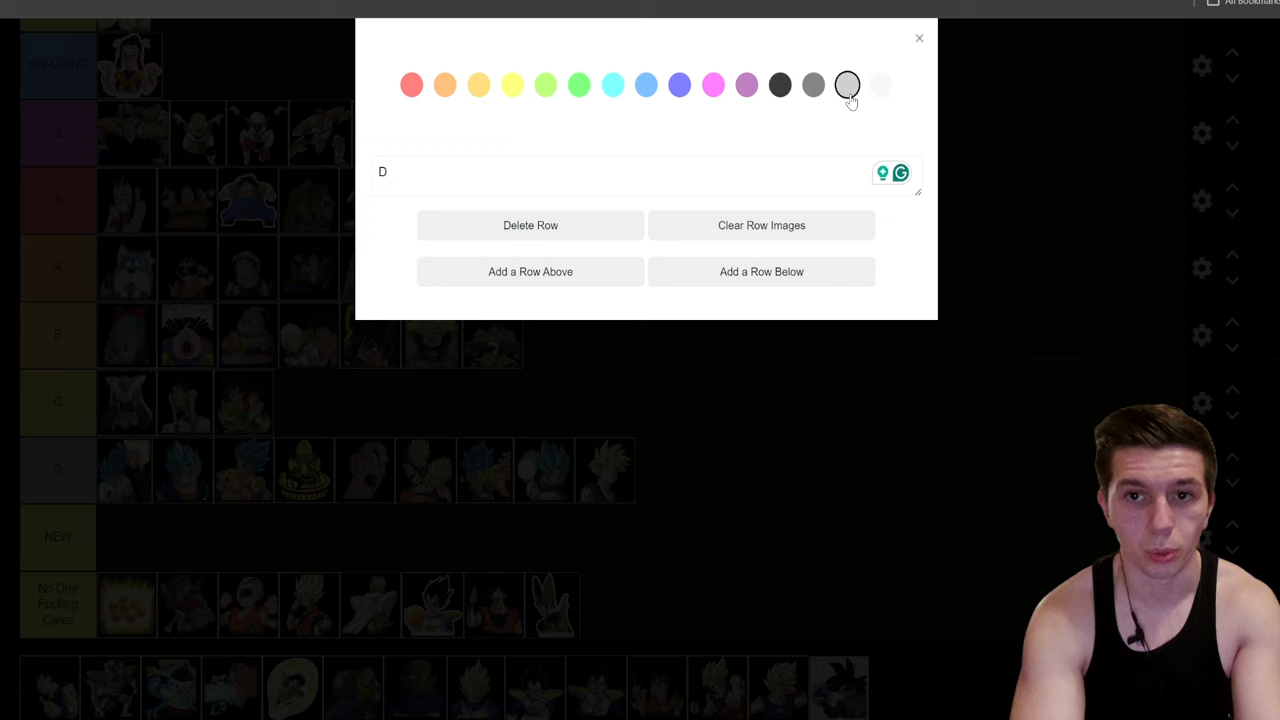 All Bookmarks
CHI-CHING
D
Delete Row
Clear Row Images
Add a Row Above
Add a Row Below
A
B
C
D
NEW
No One
Fucking
Cares